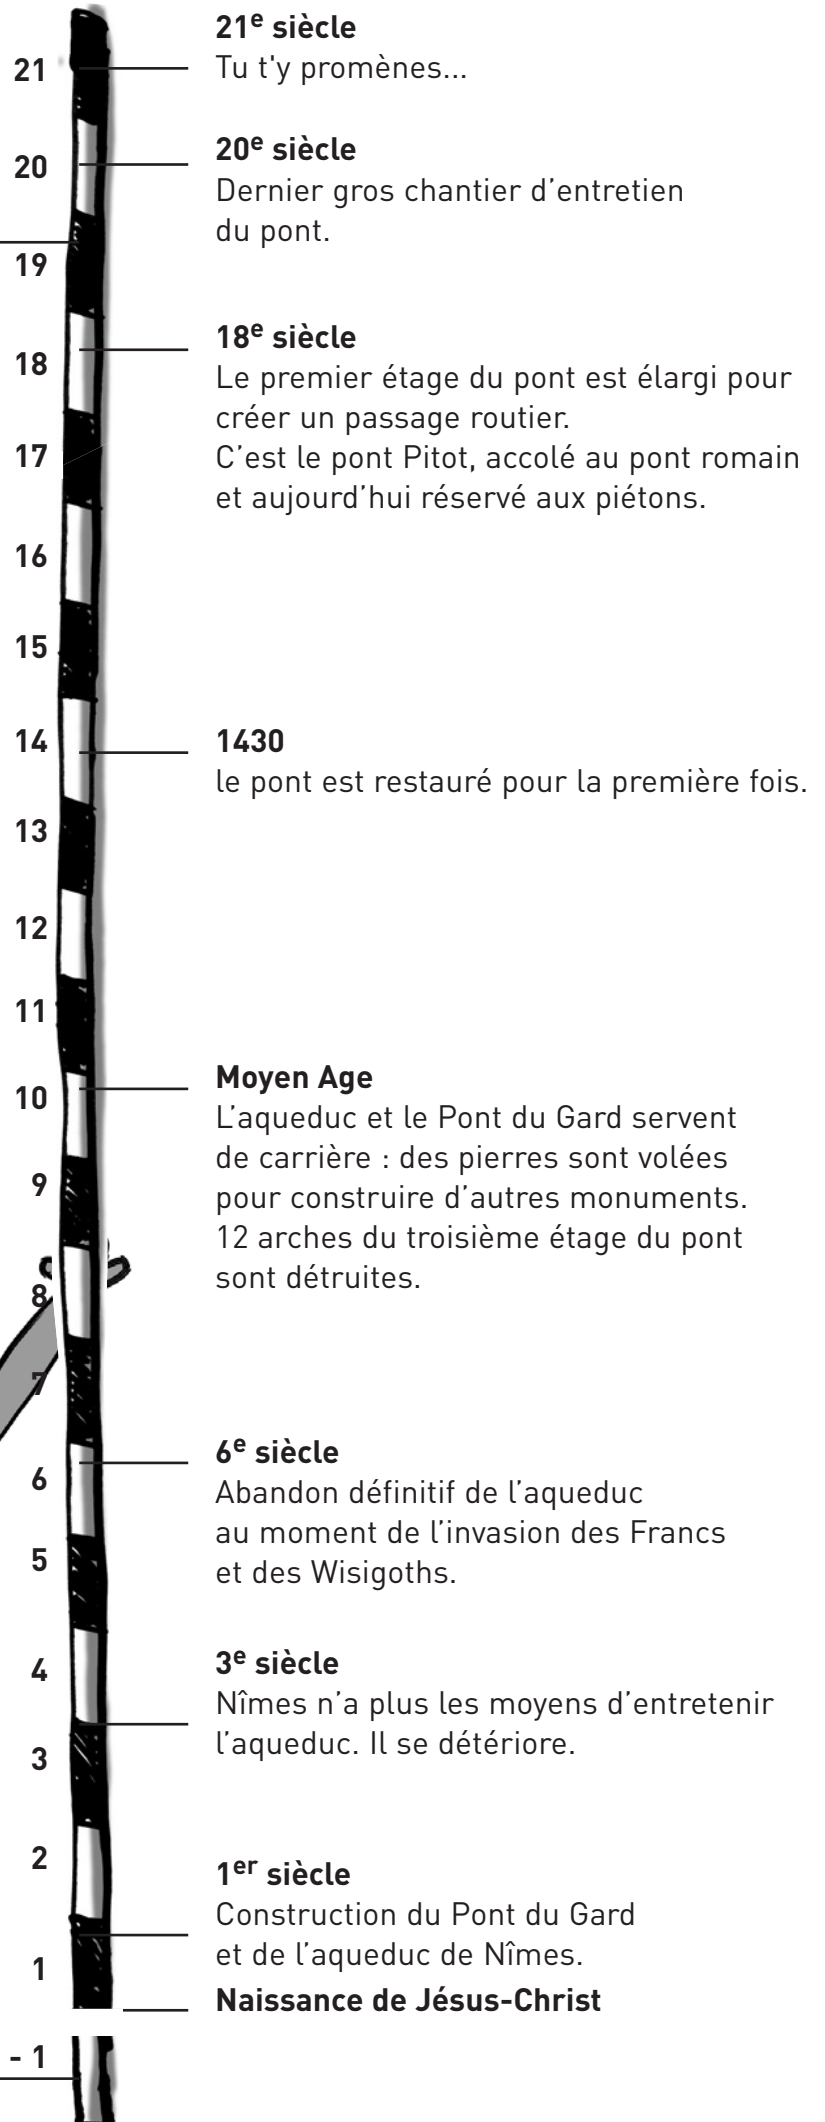 21
21e siècle
Tu t'y promènes...
20
20e siècle
Dernier gros chantier d’entretien
du pont.
19
18
18e siècle
Le premier étage du pont est élargi pour
créer un passage routier.
C’est le pont Pitot, accolé au pont romain
et aujourd’hui réservé aux piétons.
17
16
15
14
1430
le pont est restauré pour la première fois.
13
12
11
10
Moyen Age
L’aqueduc et le Pont du Gard servent
de carrière : des pierres sont volées
pour construire d’autres monuments.
12 arches du troisième étage du pont
sont détruites.
9
8
7
6
6e siècle
Abandon définitif de l’aqueduc
au moment de l’invasion des Francs
et des Wisigoths.
5
4
3e siècle
Nîmes n’a plus les moyens d’entretenir
l’aqueduc. Il se détériore.
3
2
1er siècle
Construction du Pont du Gard
et de l’aqueduc de Nîmes.
1
Naissance de Jésus-Christ
- 1